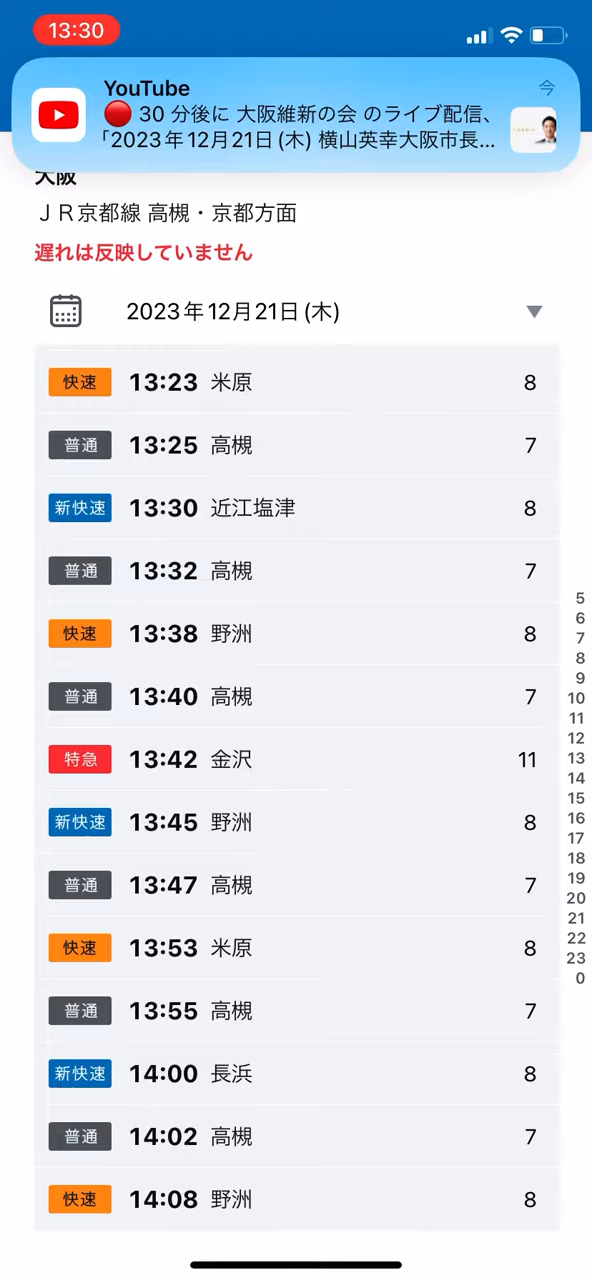 13:30
YouTube
今
🔴 30 分後に 大阪維新の会 のライブ配信、
「2023年12月21日(木) 横山英幸大阪市長...
大阪
ＪＲ京都線 高槻・京都方面
遅れは反映していません
2023年12月21日(木) ▼
快速 13:23 米原 8
普通 13:25 高槻 7
新快速 13:30 近江塩津 8
普通 13:32 高槻 7
快速 13:38 野洲 8
普通 13:40 高槻 7
特急 13:42 金沢 11
新快速 13:45 野洲 8
普通 13:47 高槻 7
快速 13:53 米原 8
普通 13:55 高槻 7
新快速 14:00 長浜 8
普通 14:02 高槻 7
快速 14:08 野洲 8
5
6
7
8
9
10
11
12
13
14
15
16
17
18
19
20
21
22
23
0